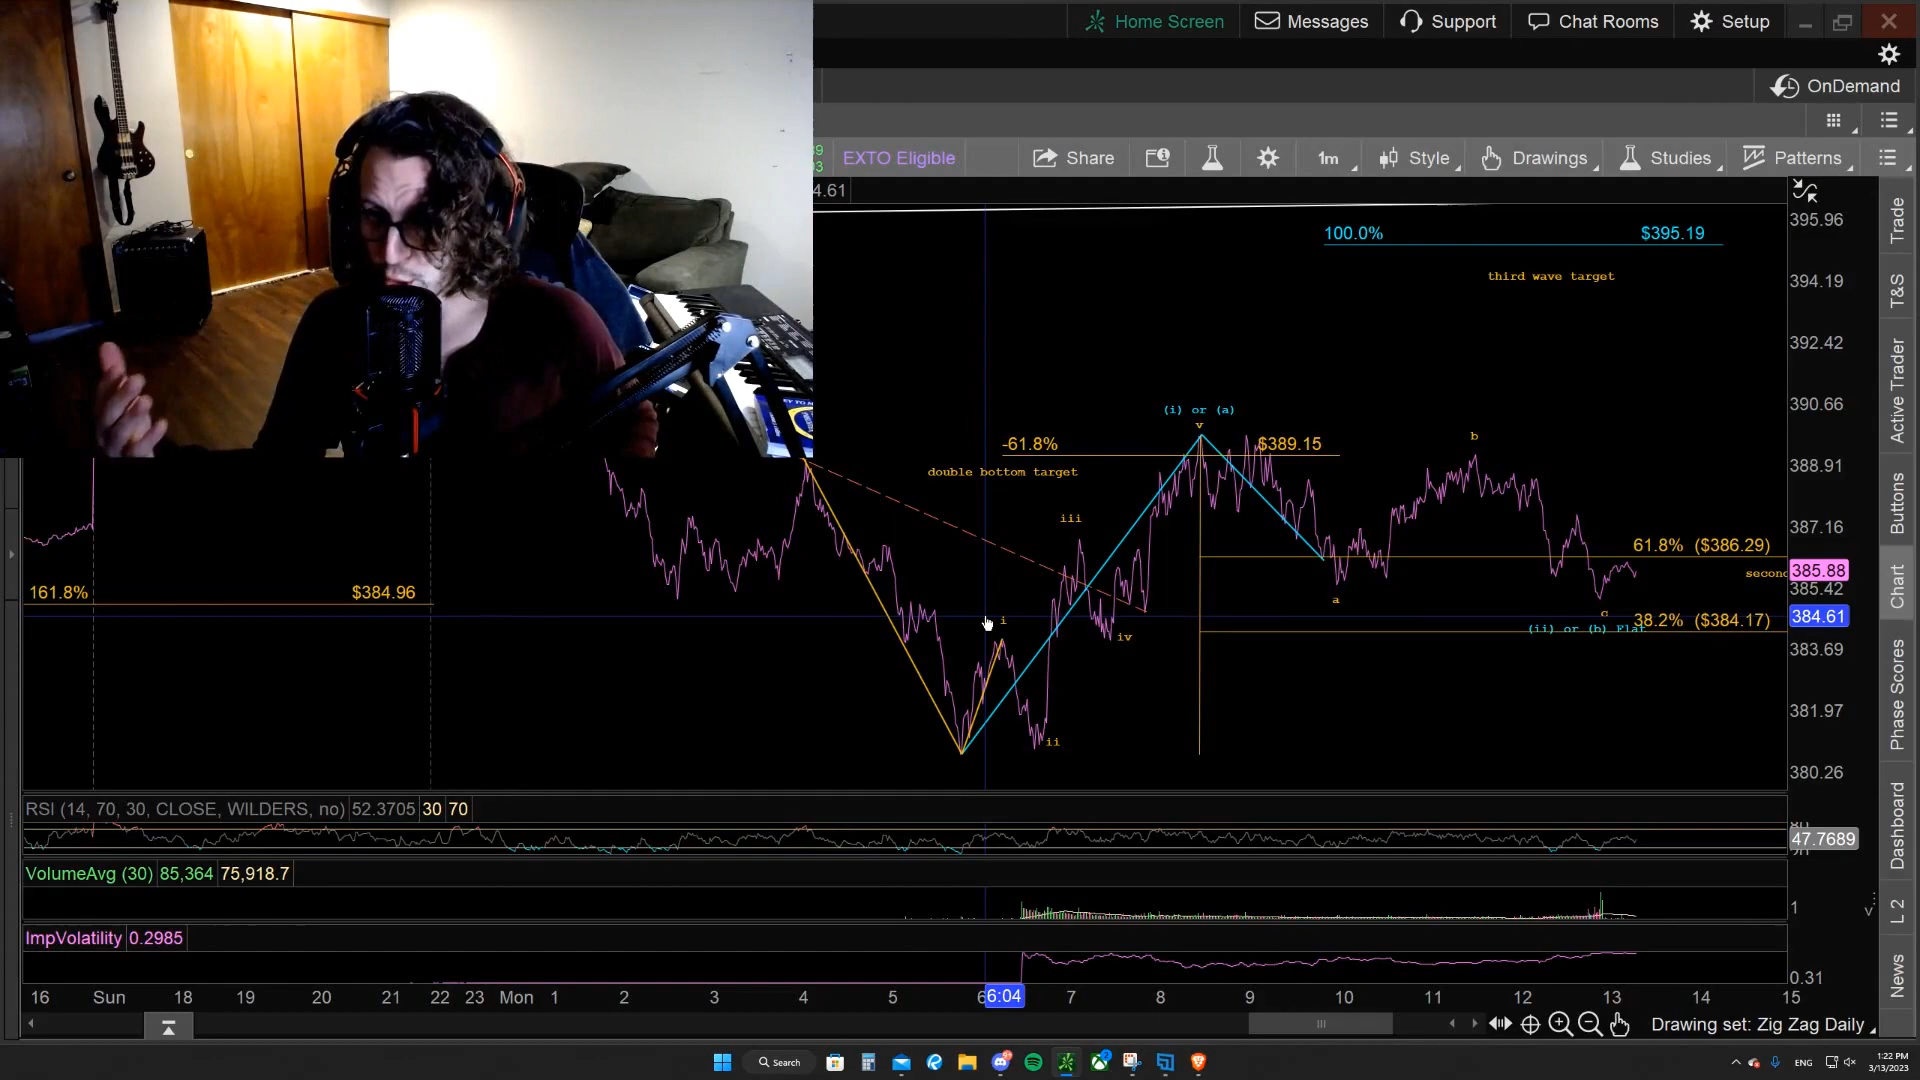 Home Screen
Messages
Support
Chat Rooms
Setup
OnDemand
EXTO Eligible
Share
1m
Style
Drawings
Studies
Patterns
4.61
100.0% $395.19
third wave target
395.96
394.19
392.42
390.66
388.91
387.16
385.88
385.42
384.61
383.69
381.97
380.26
(i) or (a)
v
b
-61.8% $389.15
double bottom target
iii
61.8% ($386.29)
secon
161.8% $384.96
i
a
c
38.2% ($384.17)
(ii) or (b) Flat
iv
ii
RSI (14, 70, 30, CLOSE, WILDERS, no) 52.3705 30 70
47.7689
VolumeAvg (30) 85,364 75,918.7
1
ImpVolatility 0.2985
0.31
16 Sun 18 19 20 21 22 23 Mon 1 2 3 4 5 6:04 7 8 9 10 11 12 13 14 15
Drawing set: Zig Zag Daily
Trade
T&S
Active Trader
Buttons
Chart
Phase Scores
Dashboard
L 2
News
Search
ENG
1:22 PM
3/13/2023